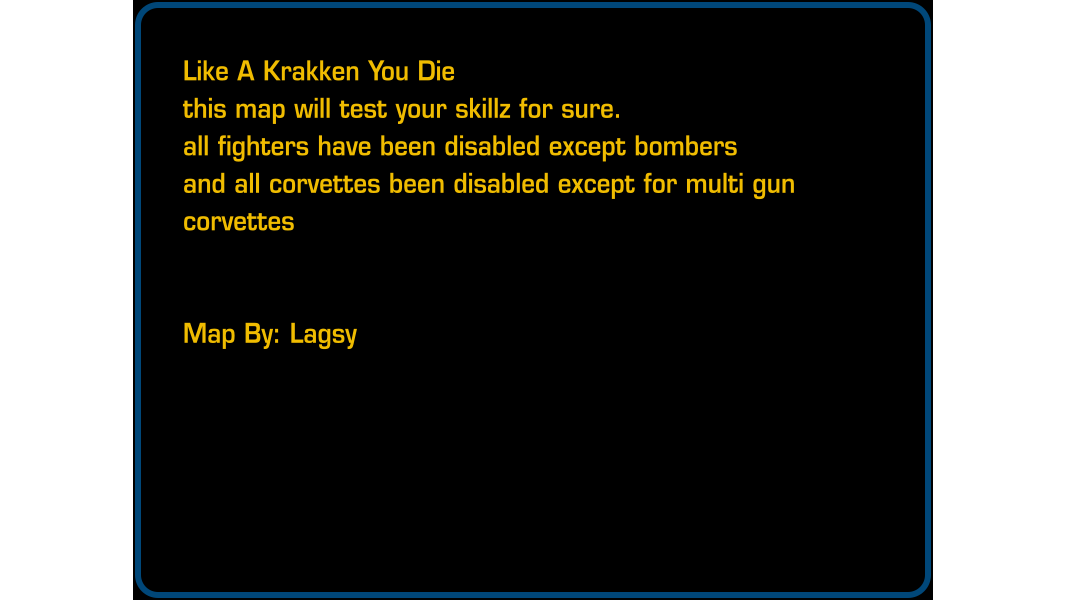 Like A Krakken You Die
this map will test your skillz for sure.
all fighters have been disabled except bombers
and all corvettes been disabled except for multi gun
corvettes
Map By: Lagsy